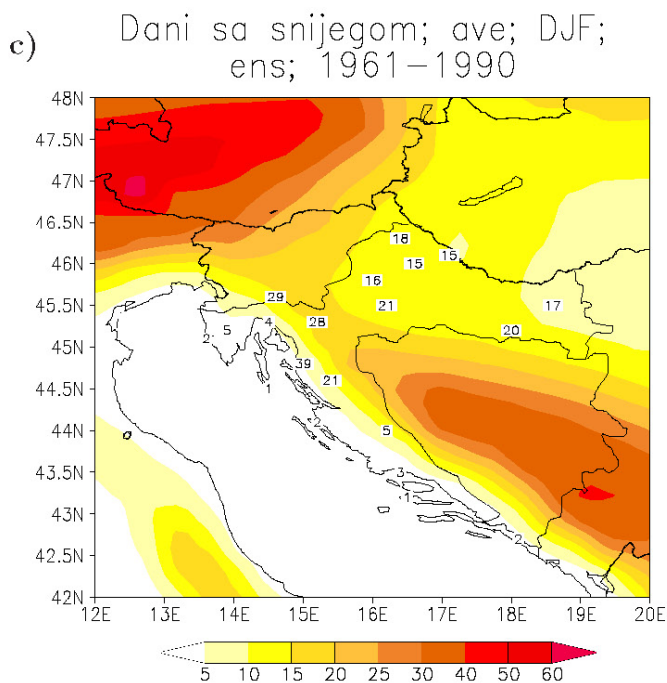 c)
Dani sa snijegom; ave; DJF;
ens; 1961-1990
48N
47.5N
47N
46.5N
18
46N
15 15
16
29
45.5N
21 17
4 28
5 20
2
45N
39
44.5N
1 21
2
44N
5
43.5N
3
1
43N
2
42.5N
42N
12E 13E 14E 15E 16E 17E 18E 19E 20E
5 10 15 20 25 30 40 50 60